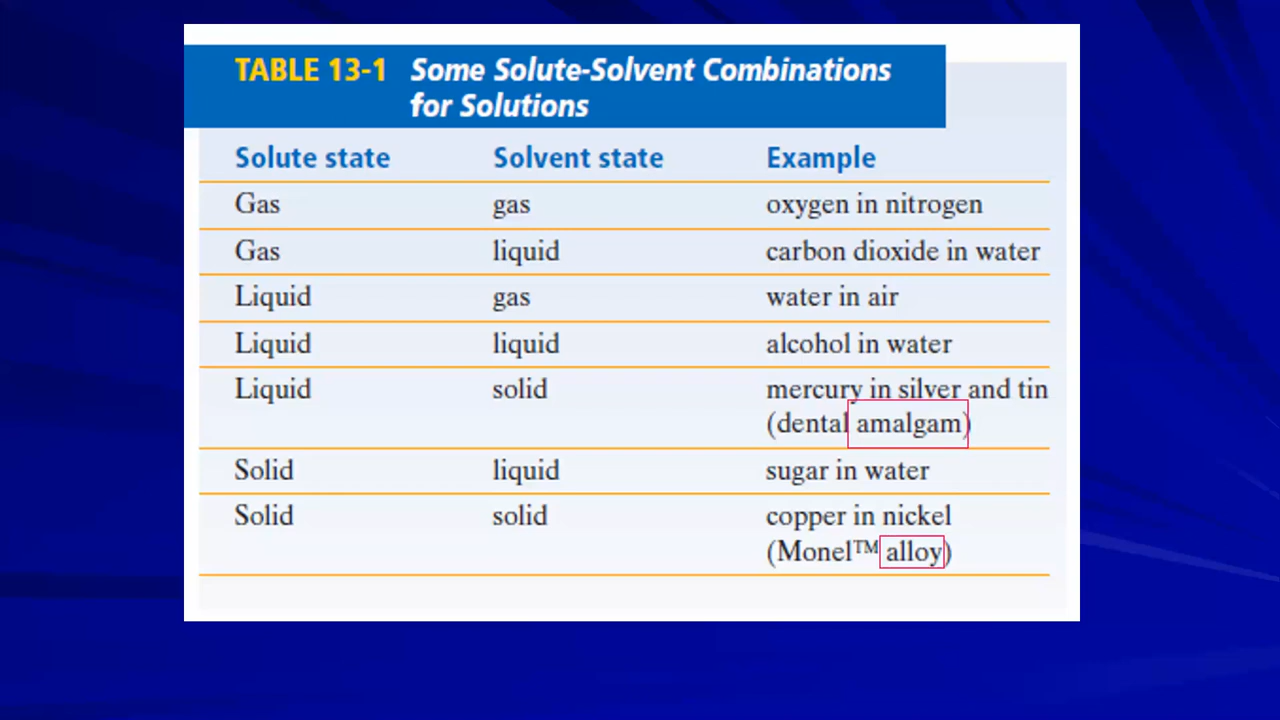 TABLE 13-1 Some Solute-Solvent Combinations
for Solutions
Solute state Solvent state Example
Gas gas oxygen in nitrogen
Gas liquid carbon dioxide in water
Liquid gas water in air
Liquid liquid alcohol in water
Liquid solid mercury in silver and tin
(dental amalgam)
Solid liquid sugar in water
Solid solid copper in nickel
(Monel™ alloy)